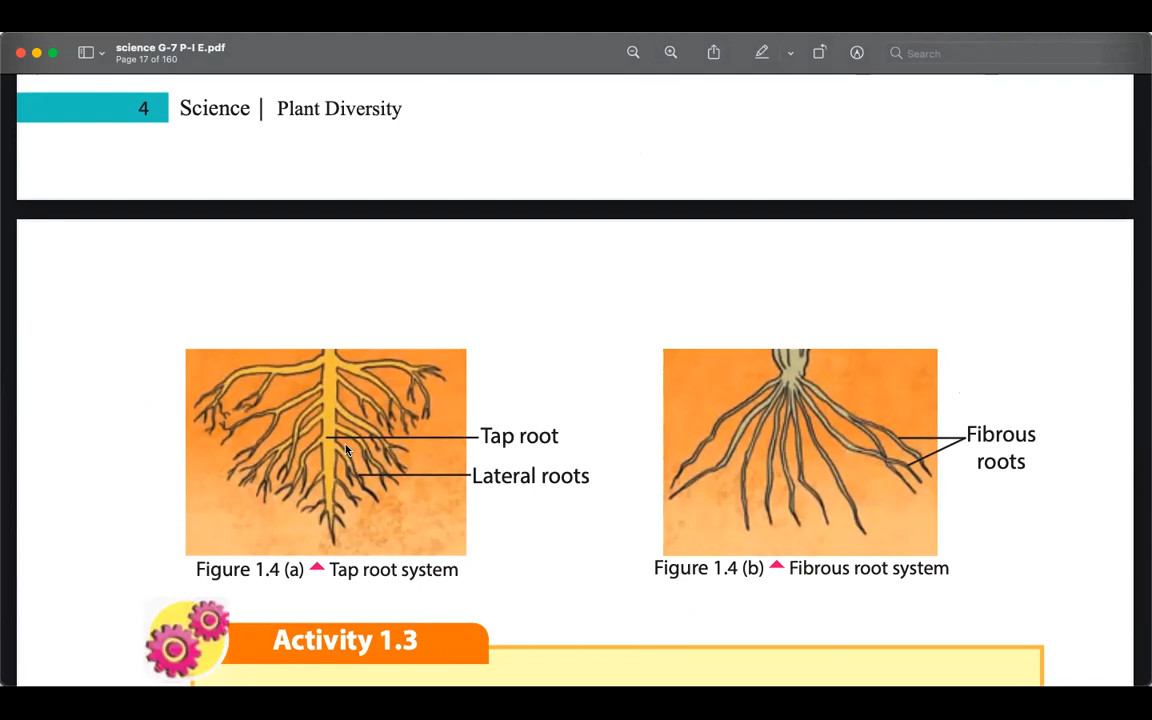 science G-7 P-I E.pdf
Page 17 of 160
Search
4 Science | Plant Diversity
Tap root
Lateral roots
Fibrous
roots
Figure 1.4 (a) Tap root system
Figure 1.4 (b) Fibrous root system
Activity 1.3